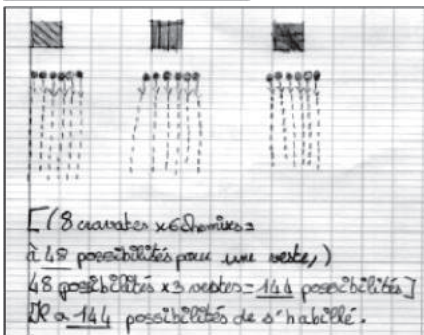 [(8 cravates x 6 chemises =
à 48 possibilités pour une veste,)
48 possibilités x 3 vestes = 144 possibilités]
Il a 144 possibilités de s'habillé.